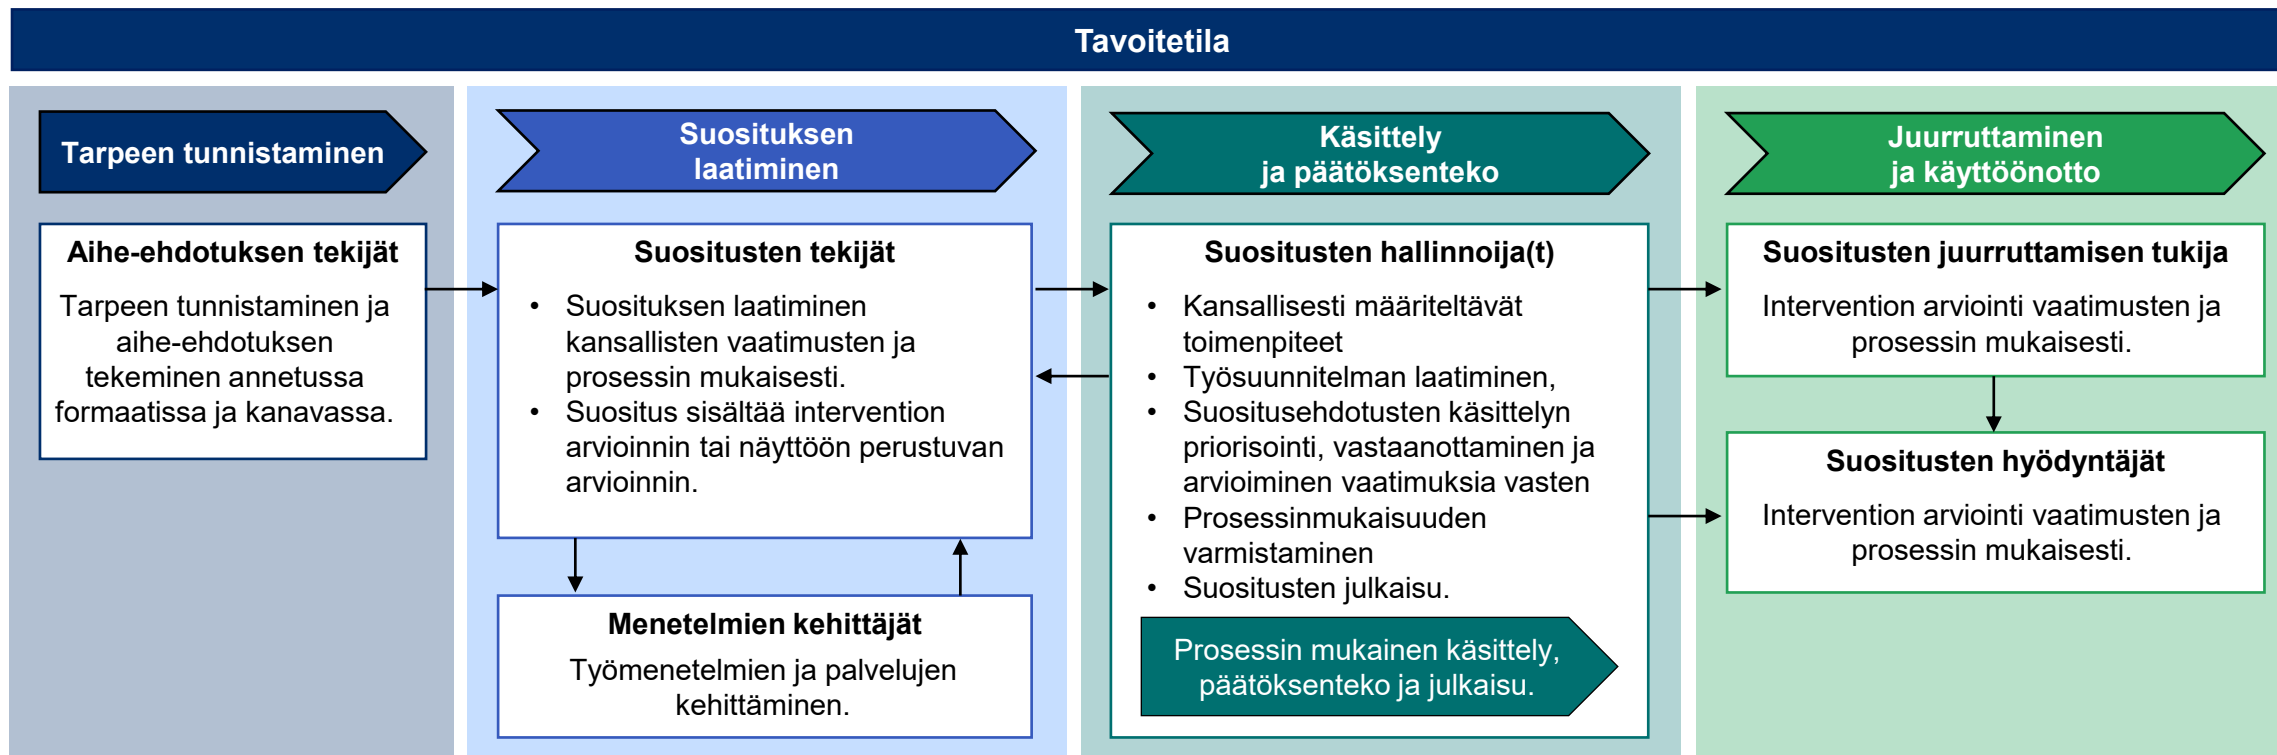 Tavoitetila
Tarpeen tunnistaminen
Aihe-ehdotuksen tekijät
Tarpeen tunnistaminen ja
aihe-ehdotuksen
tekeminen annetussa
formaatissa ja kanavassa.
Suosituksen
laatiminen
Suositusten tekijät
• Suosituksen laatiminen
kansallisten vaatimusten ja
prosessin mukaisesti.
• Suositus sisältää intervention
arvioinnin tai näyttöön perustuvan
arvioinnin.
Menetelmien kehittäjät
Työmenetelmien ja palvelujen
kehittäminen.
Käsittely
ja päätöksenteko
Suositusten hallinnoija(t)
• Kansallisesti määriteltävät
toimenpiteet
• Työsuunnitelman laatiminen,
• Suositusehdotusten käsittelyn
priorisointi, vastaanottaminen ja
arvioiminen vaatimuksia vasten
• Prosessinmukaisuuden
varmistaminen
• Suositusten julkaisu.
Prosessin mukainen käsittely,
päätöksenteko ja julkaisu.
Juurruttaminen
ja käyttöönotto
Suositusten juurruttamisen tukija
Intervention arviointi vaatimusten ja
prosessin mukaisesti.
Suositusten hyödyntäjät
Intervention arviointi vaatimusten ja
prosessin mukaisesti.